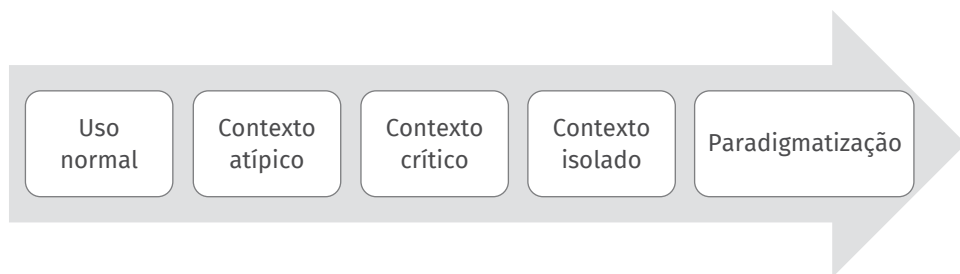 Uso
normal
Contexto
atípico
Contexto
crítico
Contexto
isolado
Paradigmatização